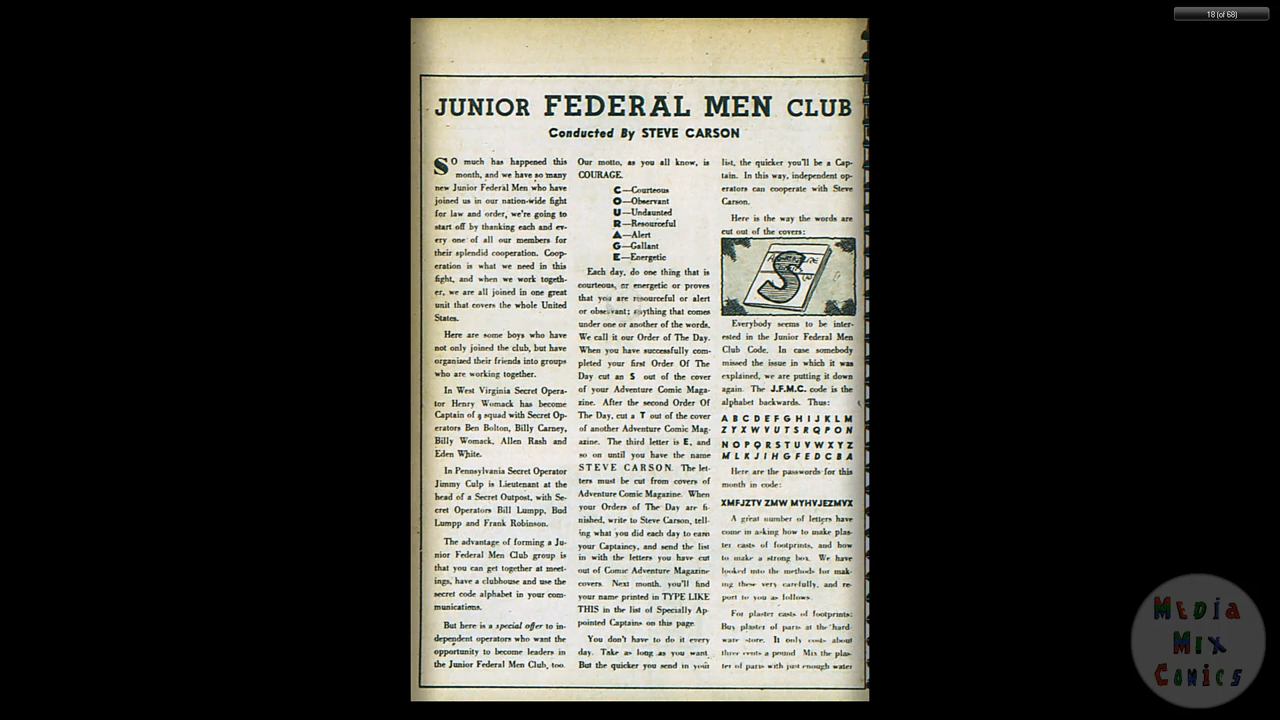 18 (of 68)
JUNIOR FEDERAL MEN CLUB
Conducted By STEVE CARSON
SO much has happened this
month, and we have so many
new Junior Federal Men who have
joined us in our nation-wide fight
for law and order, we're going to
start off by thanking each and ev-
ery one of all our members for
their splendid cooperation. Coop-
eration is what we need in this
fight, and when we work togeth-
er, we are all joined in one great
unit that covers the whole United
States.
Here are some boys who have
not only joined the club, but have
organized their friends into groups
who are working together.
In West Virginia Secret Opera-
tor Henry Womack has become
Captain of a squad with Secret Op-
erators Ben Bolton, Billy Carney,
Billy Womack, Allen Rash and
Eden White.
In Pennsylvania Secret Operator
Jimmy Culp is Lieutenant at the
head of a Secret Outpost, with Se-
cret Operators Bill Lumpp, Bud
Lumpp and Frank Robinson.
The advantage of forming a Ju-
nior Federal Men Club group is
that you can get together at meet-
ings, have a clubhouse and use the
secret code alphabet in your com-
munications.
But here is a special offer to in-
dependent operators who want the
opportunity to become leaders in
the Junior Federal Men Club, too.
Our motto, as you all know, is
COURAGE.
C—Courteous
O—Observant
U—Undaunted
R—Resourceful
A—Alert
G—Gallant
E—Energetic
Each day, do one thing that is
courteous, or energetic or proves
that you are resourceful or alert
or observant; anything that comes
under one or another of the words.
We call it our Order of The Day.
When you have successfully com-
pleted your first Order Of The
Day cut an S out of the cover
of your Adventure Comic Maga-
zine. After the second Order Of
The Day, cut a T out of the cover
of another Adventure Comic Mag-
azine. The third letter is E, and
so on until you have the name
STEVE CARSON. The let-
ters must be cut from covers of
Adventure Comic Magazine. When
your Orders of The Day are fi-
nished, write to Steve Carson, tell-
ing what you did each day to earn
your Captaincy, and send the list
in with the letters you have cut
out of Comic Adventure Magazine
covers. Next month, you'll find
your name printed in TYPE LIKE
THIS in the list of Specially Ap-
pointed Captains on this page.
You don't have to do it every
day. Take as long as you want.
But the quicker you send in your
list, the quicker you'll be a Cap-
tain. In this way, independent op-
erators can cooperate with Steve
Carson.
Here is the way the words are
cut out of the covers:
S
Everybody seems to be inter-
ested in the Junior Federal Men
Club Code. In case somebody
missed the issue in which it was
explained, we are putting it down
again. The J.F.M.C. code is the
alphabet backwards. Thus:
A B C D E F G H I J K L M
Z Y X W V U T S R Q P O N
N O P Q R S T U V W X Y Z
M L K J I H G F E D C B A
Here are the passwords for this
month in code:
XMFJZTV ZMW MYHVJEZMVX
A great number of letters have
come in asking how to make plas-
ter casts of footprints, and how
to make a strong box. We have
looked into the methods for mak-
ing these very carefully, and re-
port to you as follows.
For plaster casts of footprints:
Buy plaster of paris at the hard-
ware store. It only costs about
three cents a pound. Mix the plas-
ter of paris with just enough water
MEDIA
MIX
COMICS